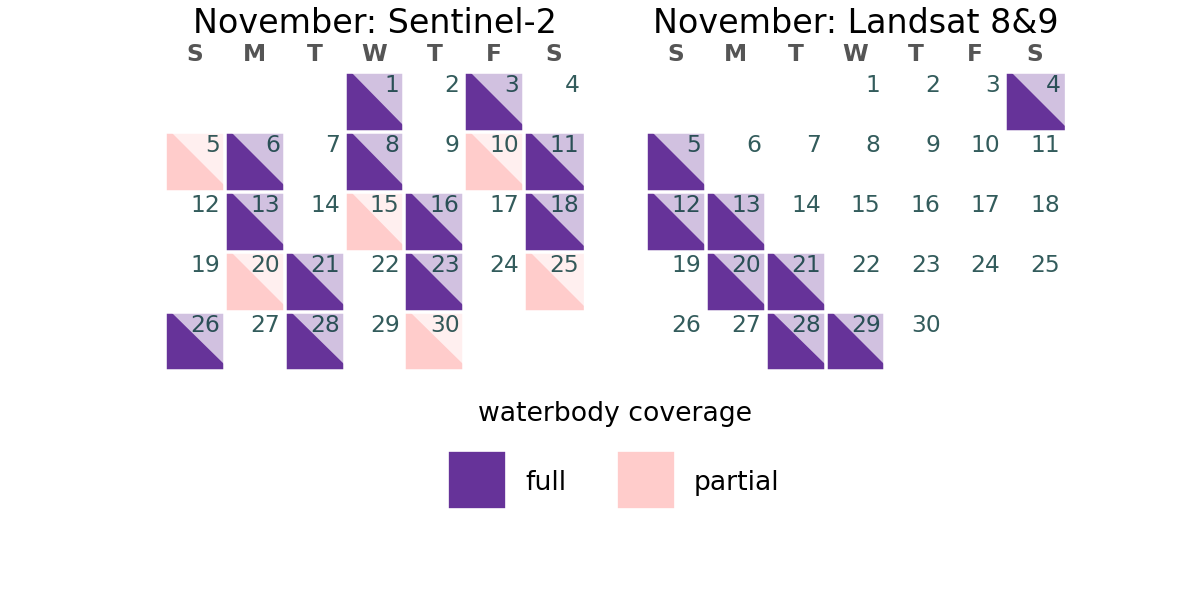 November: Sentinel-2
S M T W T F S
1 2 3 4
5 6 7 8 9 10 11
12 13 14 15 16 17 18
19 20 21 22 23 24 25
26 27 28 29 30
November: Landsat 8&9
S M T W T F S
1 2 3 4
5 6 7 8 9 10 11
12 13 14 15 16 17 18
19 20 21 22 23 24 25
26 27 28 29 30
waterbody coverage
full partial